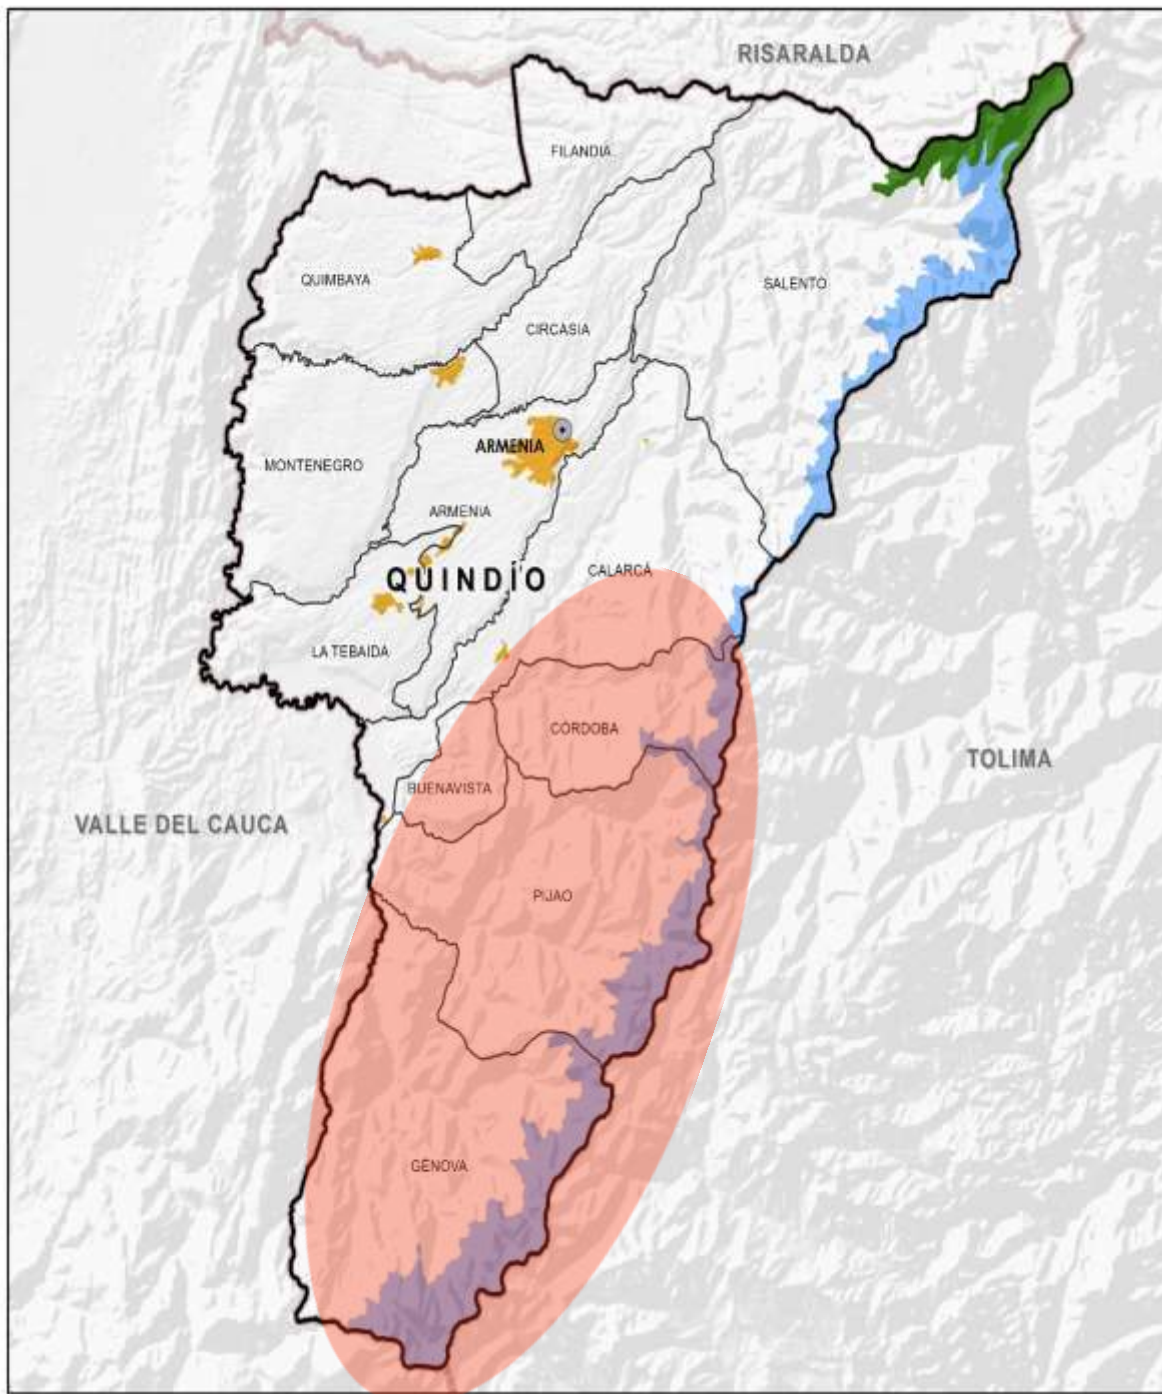 RISARALDA
FILANDIA
QUIMBAYA
SALENTO
CIRCASIA
ARMENIA
MONTENEGRO
ARMENIA
CALARCÁ
QUINDÍO
LA TEBAIDA
CÓRDOBA
TOLIMA
BUENAVISTA
VALLE DEL CAUCA
PIJAO
GÉNOVA